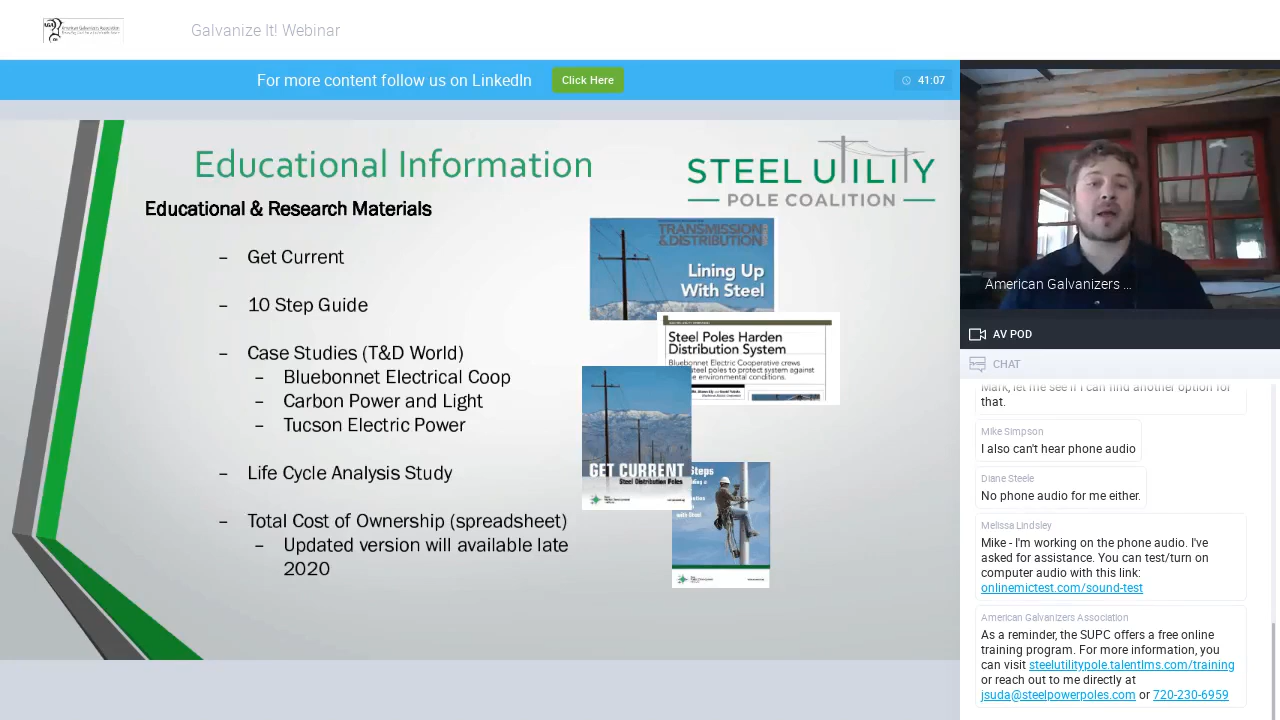 AGA
American Galvanizers Association
Galvanize It! Webinar
For more content follow us on LinkedIn
Click Here
41:07
Educational Information
STEEL UTILITY
POLE COALITION
Educational & Research Materials
– Get Current
– 10 Step Guide
– Case Studies (T&D World)
– Bluebonnet Electrical Coop
– Carbon Power and Light
– Tucson Electric Power
– Life Cycle Analysis Study
– Total Cost of Ownership (spreadsheet)
– Updated version will available late
2020
TRANSMISSION
&DISTRIBUTION
Lining Up
With Steel
Steel Poles Harden
Distribution System
Bluebonnet Electric Cooperative crews
steel poles to protect system against
environmental conditions.
GET CURRENT
Steel Distribution Poles
Steps
with Steel
American Galvanizers ...
AV POD
CHAT
Mark, let me see if I can find another option for
that.
Mike Simpson
I also can't hear phone audio
Diane Steele
No phone audio for me either.
Melissa Lindsley
Mike - I'm working on the phone audio. I've
asked for assistance. You can test/turn on
computer audio with this link:
onlinemictest.com/sound-test
American Galvanizers Association
As a reminder, the SUPC offers a free online
training program. For more information, you
can visit steelutilitypole.talentlms.com/training
or reach out to me directly at
jsuda@steelpowerpoles.com or 720-230-6959